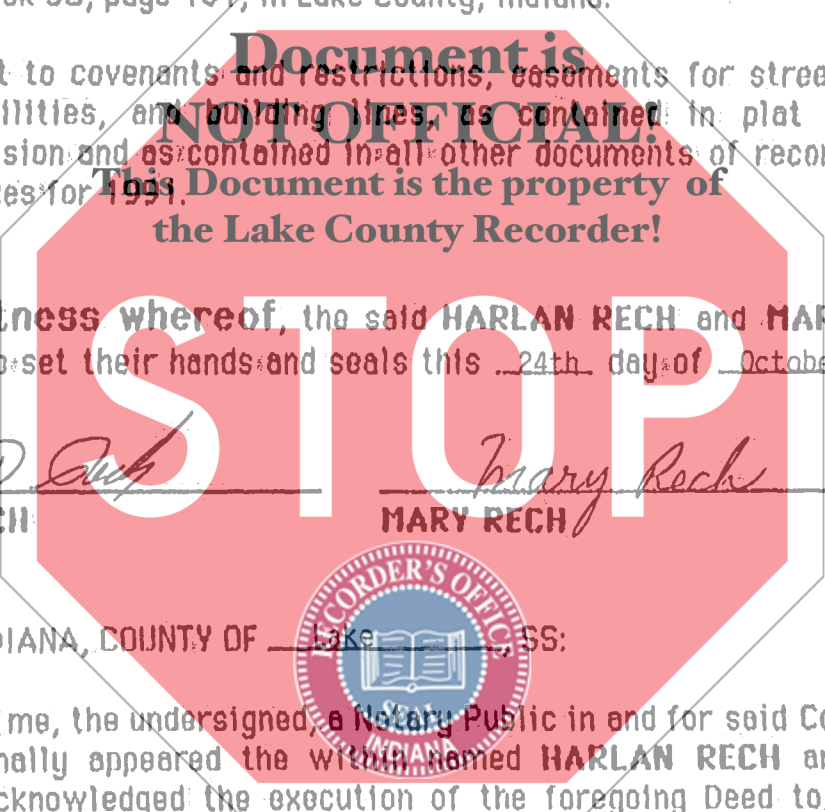 page 101, in Lake County, Indiana.
Document is
t to covenants and restrictions, easements for stree
ilities, and building lines, as contained in plat
NOT OFFICIAL!
sion and as contained in all other documents of recor
es for 1991.
This Document is the property of
the Lake County Recorder!
STOP
tness whereof, the said HARLAN RECH and MAR
o set their hands and seals this 24th day of Octobe
D Rech
Mary Rech
CH
MARY RECH
RECORDER'S OFFICE
DIANA, COUNTY OF Lake, SS:
SEAL
INDIANA
me, the undersigned, a Notary Public in and for said Co
nally appeared the within named HARLAN RECH an
cknowledged the execution of the foregoing Deed to